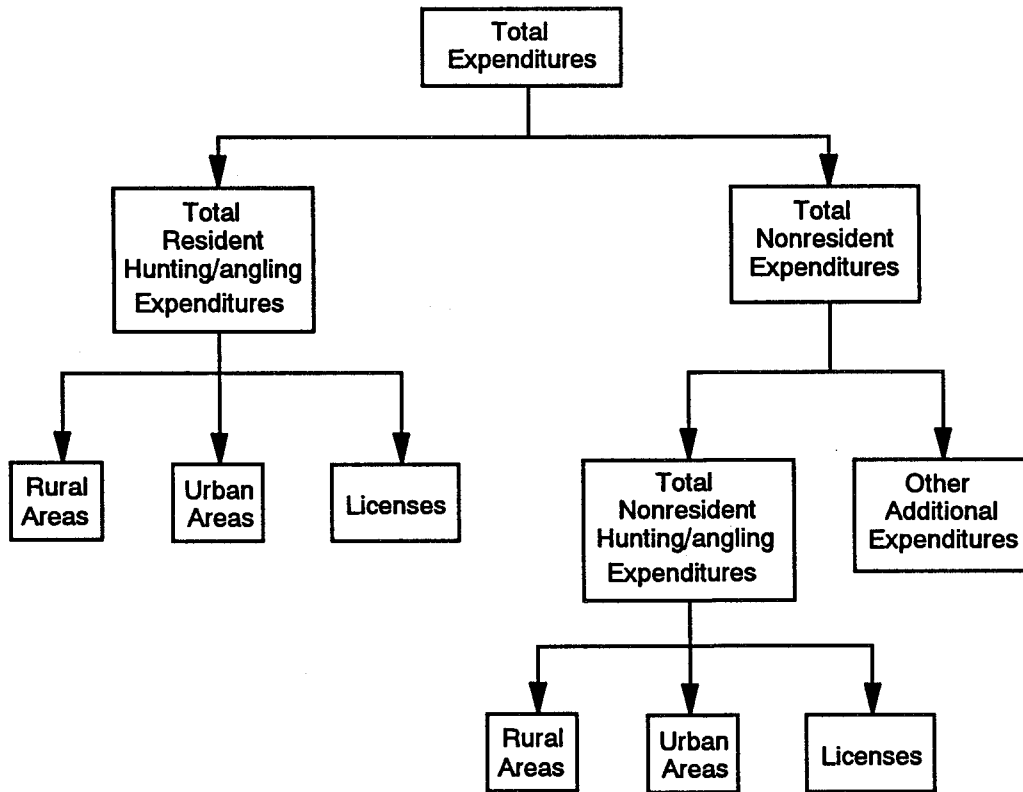 Total
Expenditures
Total
Resident
Hunting/angling
Expenditures
Total
Nonresident
Expenditures
Rural
Areas
Urban
Areas
Licenses
Total
Nonresident
Hunting/angling
Expenditures
Other
Additional
Expenditures
Rural
Areas
Urban
Areas
Licenses